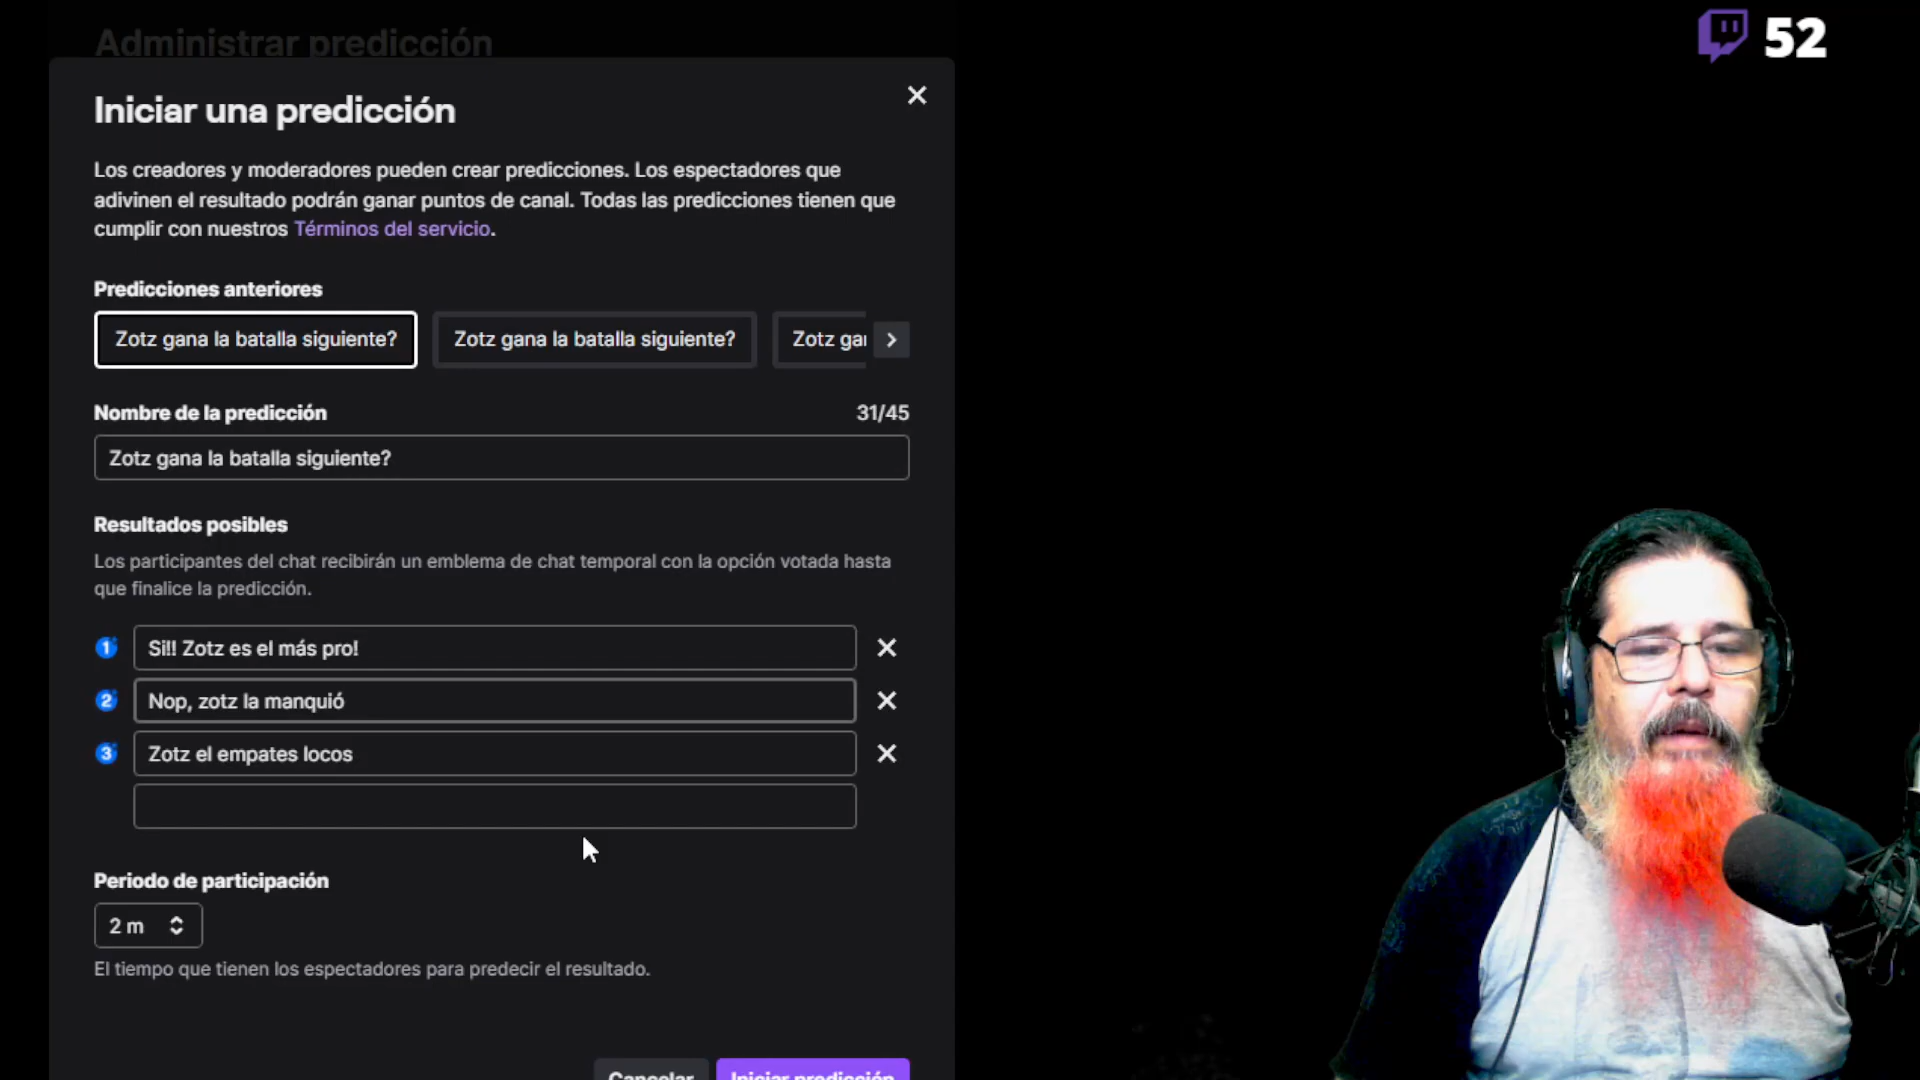 Administrar predicción
52
Iniciar una predicción
Los creadores y moderadores pueden crear predicciones. Los espectadores que
adivinen el resultado podrán ganar puntos de canal. Todas las predicciones tienen que
cumplir con nuestros Términos del servicio.
Predicciones anteriores
Zotz gana la batalla siguiente?
Zotz gana la batalla siguiente?
Zotz gai
Nombre de la predicción
31/45
Zotz gana la batalla siguiente?
Resultados posibles
Los participantes del chat recibirán un emblema de chat temporal con la opción votada hasta
que finalice la predicción.
1 Si!! Zotz es el más pro!
2 Nop, zotz la manquió
3 Zotz el empates locos
Periodo de participación
2 m
El tiempo que tienen los espectadores para predecir el resultado.
Cancelar
Iniciar predicción